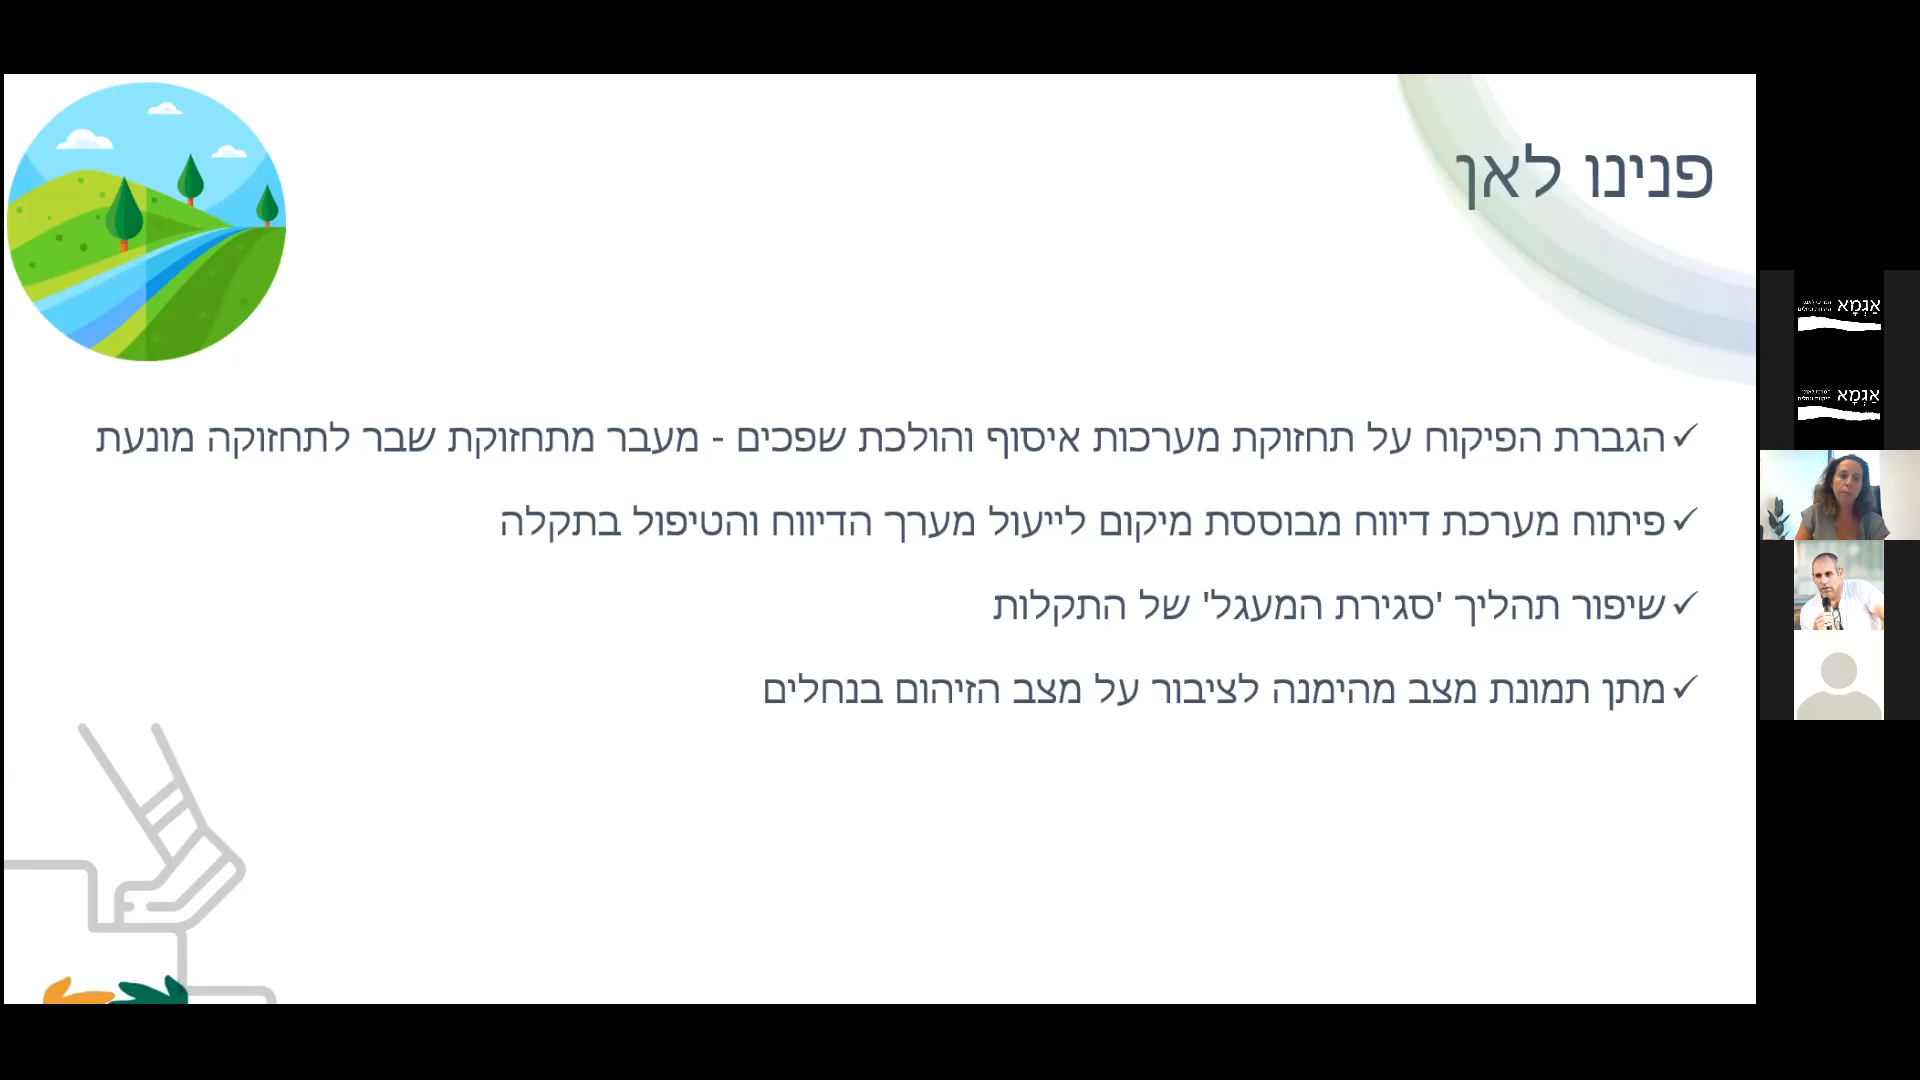 פנינו לאן
✓הגברת הפיקוח על תחזוקת מערכות איסוף והולכת שפכים - מעבר מתחזוקת שבר לתחזוקה מונעת
✓פיתוח מערכת דיווח מבוססת מיקום לייעול מערך הדיווח והטיפול בתקלה
✓שיפור תהליך 'סגירת המעגל' של התקלות
✓מתן תמונת מצב מהימנה לציבור על מצב הזיהום בנחלים
אַגְמָא
אַגְמָא